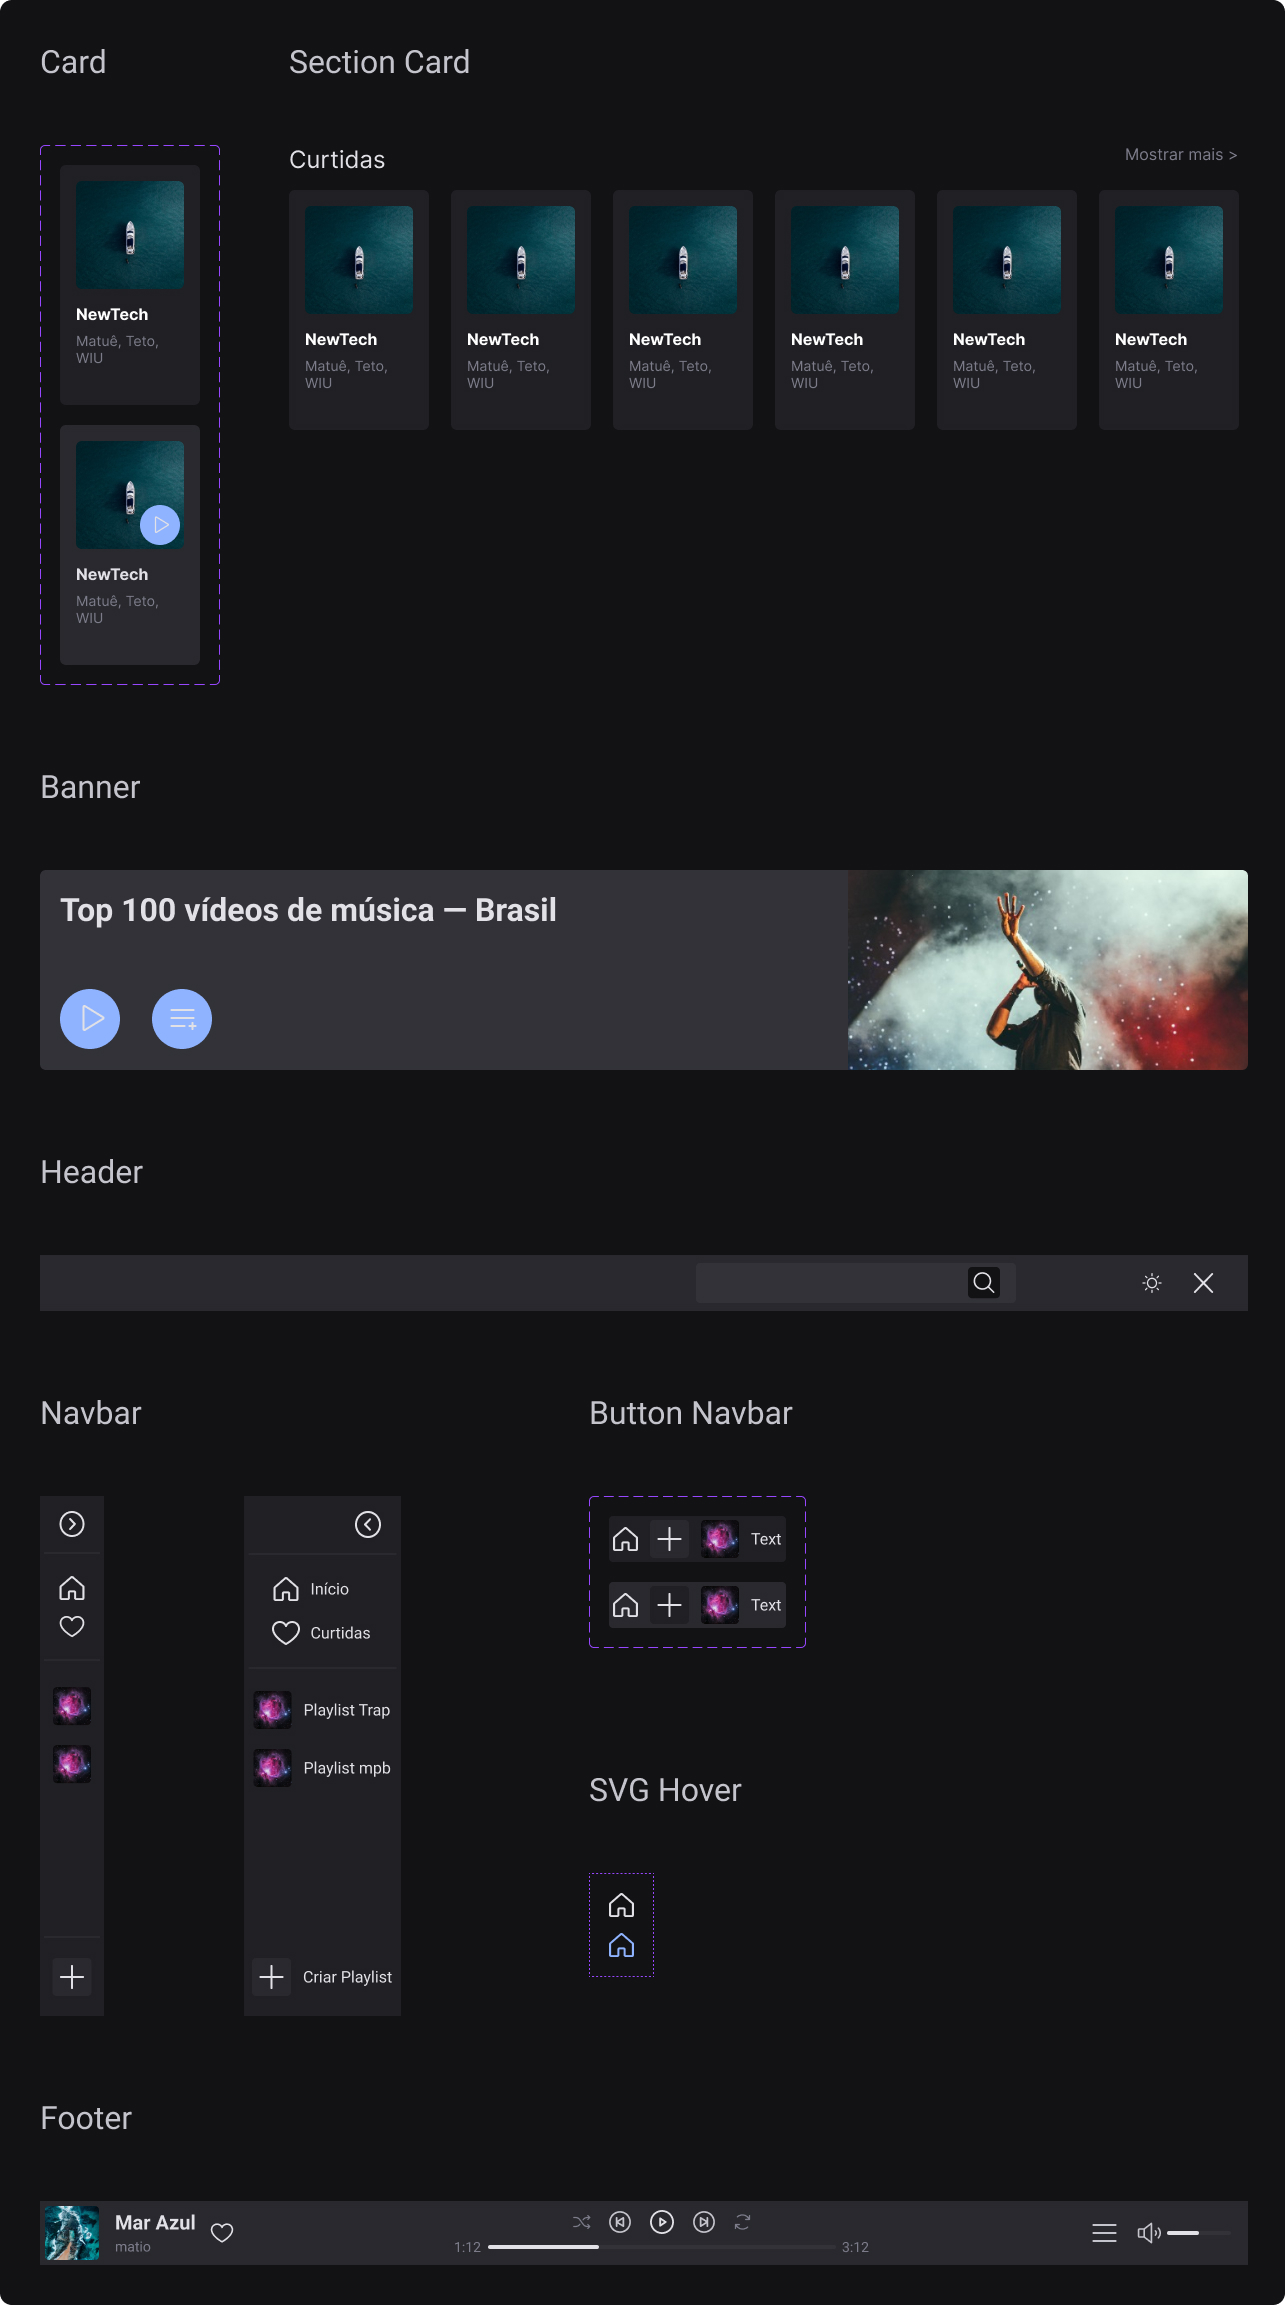 Card
Section Card
Curtidas
Mostrar mais >
NewTech
Matuê, Teto,
WIU
NewTech
Matuê, Teto,
WIU
NewTech
Matuê, Teto,
WIU
NewTech
Matuê, Teto,
WIU
NewTech
Matuê, Teto,
WIU
NewTech
Matuê, Teto,
WIU
NewTech
Matuê, Teto,
WIU
NewTech
Matuê, Teto,
WIU
Banner
Top 100 vídeos de música — Brasil
Header
Navbar
Button Navbar
Início
Curtidas
Playlist Trap
Playlist mpb
Criar Playlist
Text
Text
SVG Hover
Footer
Mar Azul
matio
1:12
3:12